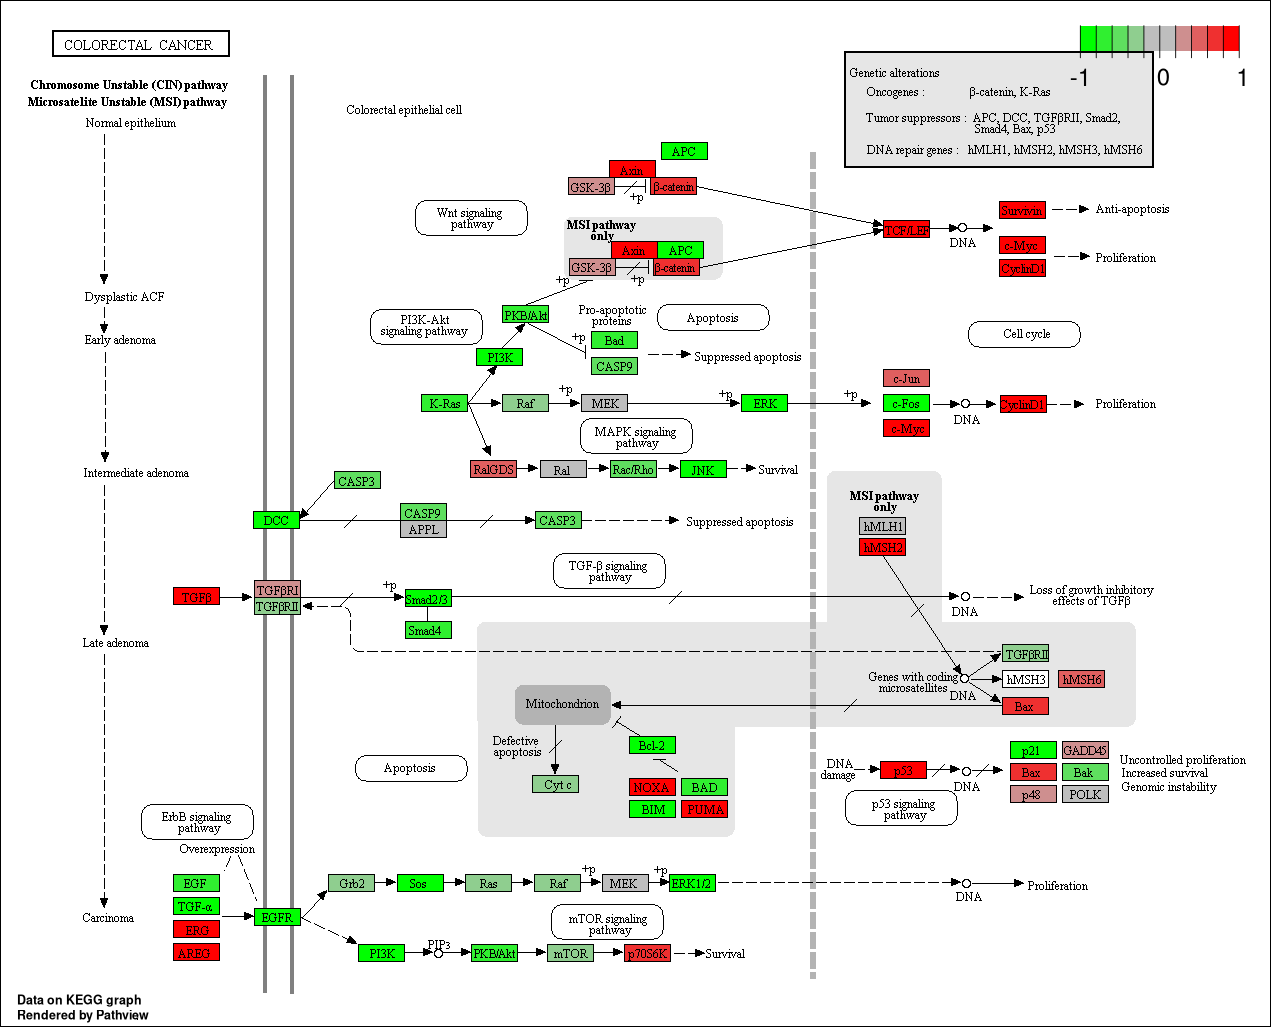 COLORECTAL CANCER
-1
0
1
Chromosome Unstable (CIN) pathway
Microsatelite Unstable (MSI) pathway
Normal epithelium
Dysplastic ACF
Early adenoma
Intermediate adenoma
Late adenoma
Carcinoma
Colorectal epithelial cell
Genetic alterations
Oncogenes : β-catenin, K-Ras
Tumor suppressors : APC, DCC, TGFβRII, Smad2,
Smad4, Bax, p53
DNA repair genes : hMLH1, hMSH2, hMSH3, hMSH6
APC
Axin
GSK-3β
+p
β-catenin
Wnt signaling
pathway
MSI pathway
only
Axin
APC
GSK-3β
+p
β-catenin
+p
TCF/LEF
DNA
Survivin
Anti-apoptosis
c-Myc
CyclinD1
Proliferation
PI3K-Akt
signaling pathway
PKB/Akt
Pro-apoptotic
proteins
Apoptosis
+p
Bad
CASP9
Suppressed apoptosis
Cell cycle
PI3K
K-Ras
Raf
+p
MEK
+p
ERK
+p
c-Jun
c-Fos
c-Myc
DNA
CyclinD1
Proliferation
MAPK signaling
pathway
RalGDS
Ral
Rac/Rho
JNK
Survival
CASP3
DCC
CASP9
APPL
CASP3
Suppressed apoptosis
MSI pathway
only
hMLH1
hMSH2
TGF-β signaling
pathway
TGFβ
TGFβRI
TGFβRII
+p
Smad2/3
Smad4
DNA
Loss of growth inhibitory
effects of TGFβ
Genes with coding
microsatellites
DNA
TGFβRII
hMSH3
hMSH6
Bax
Mitochondrion
Defective
apoptosis
Cyt c
Bcl-2
NOXA
BAD
BIM
PUMA
Apoptosis
DNA
damage
p53
DNA
p53 signaling
pathway
p21
GADD45
Bax
Bak
p48
POLK
Uncontrolled proliferation
Increased survival
Genomic instability
ErbB signaling
pathway
Overexpression
EGF
TGF-α
ERG
AREG
EGFR
Grb2
Sos
Ras
Raf
+p
MEK
+p
ERK1/2
DNA
Proliferation
mTOR signaling
pathway
PI3K
PIP3
PKB/Akt
mTOR
p70S6K
Survival
Data on KEGG graph
Rendered by Pathview